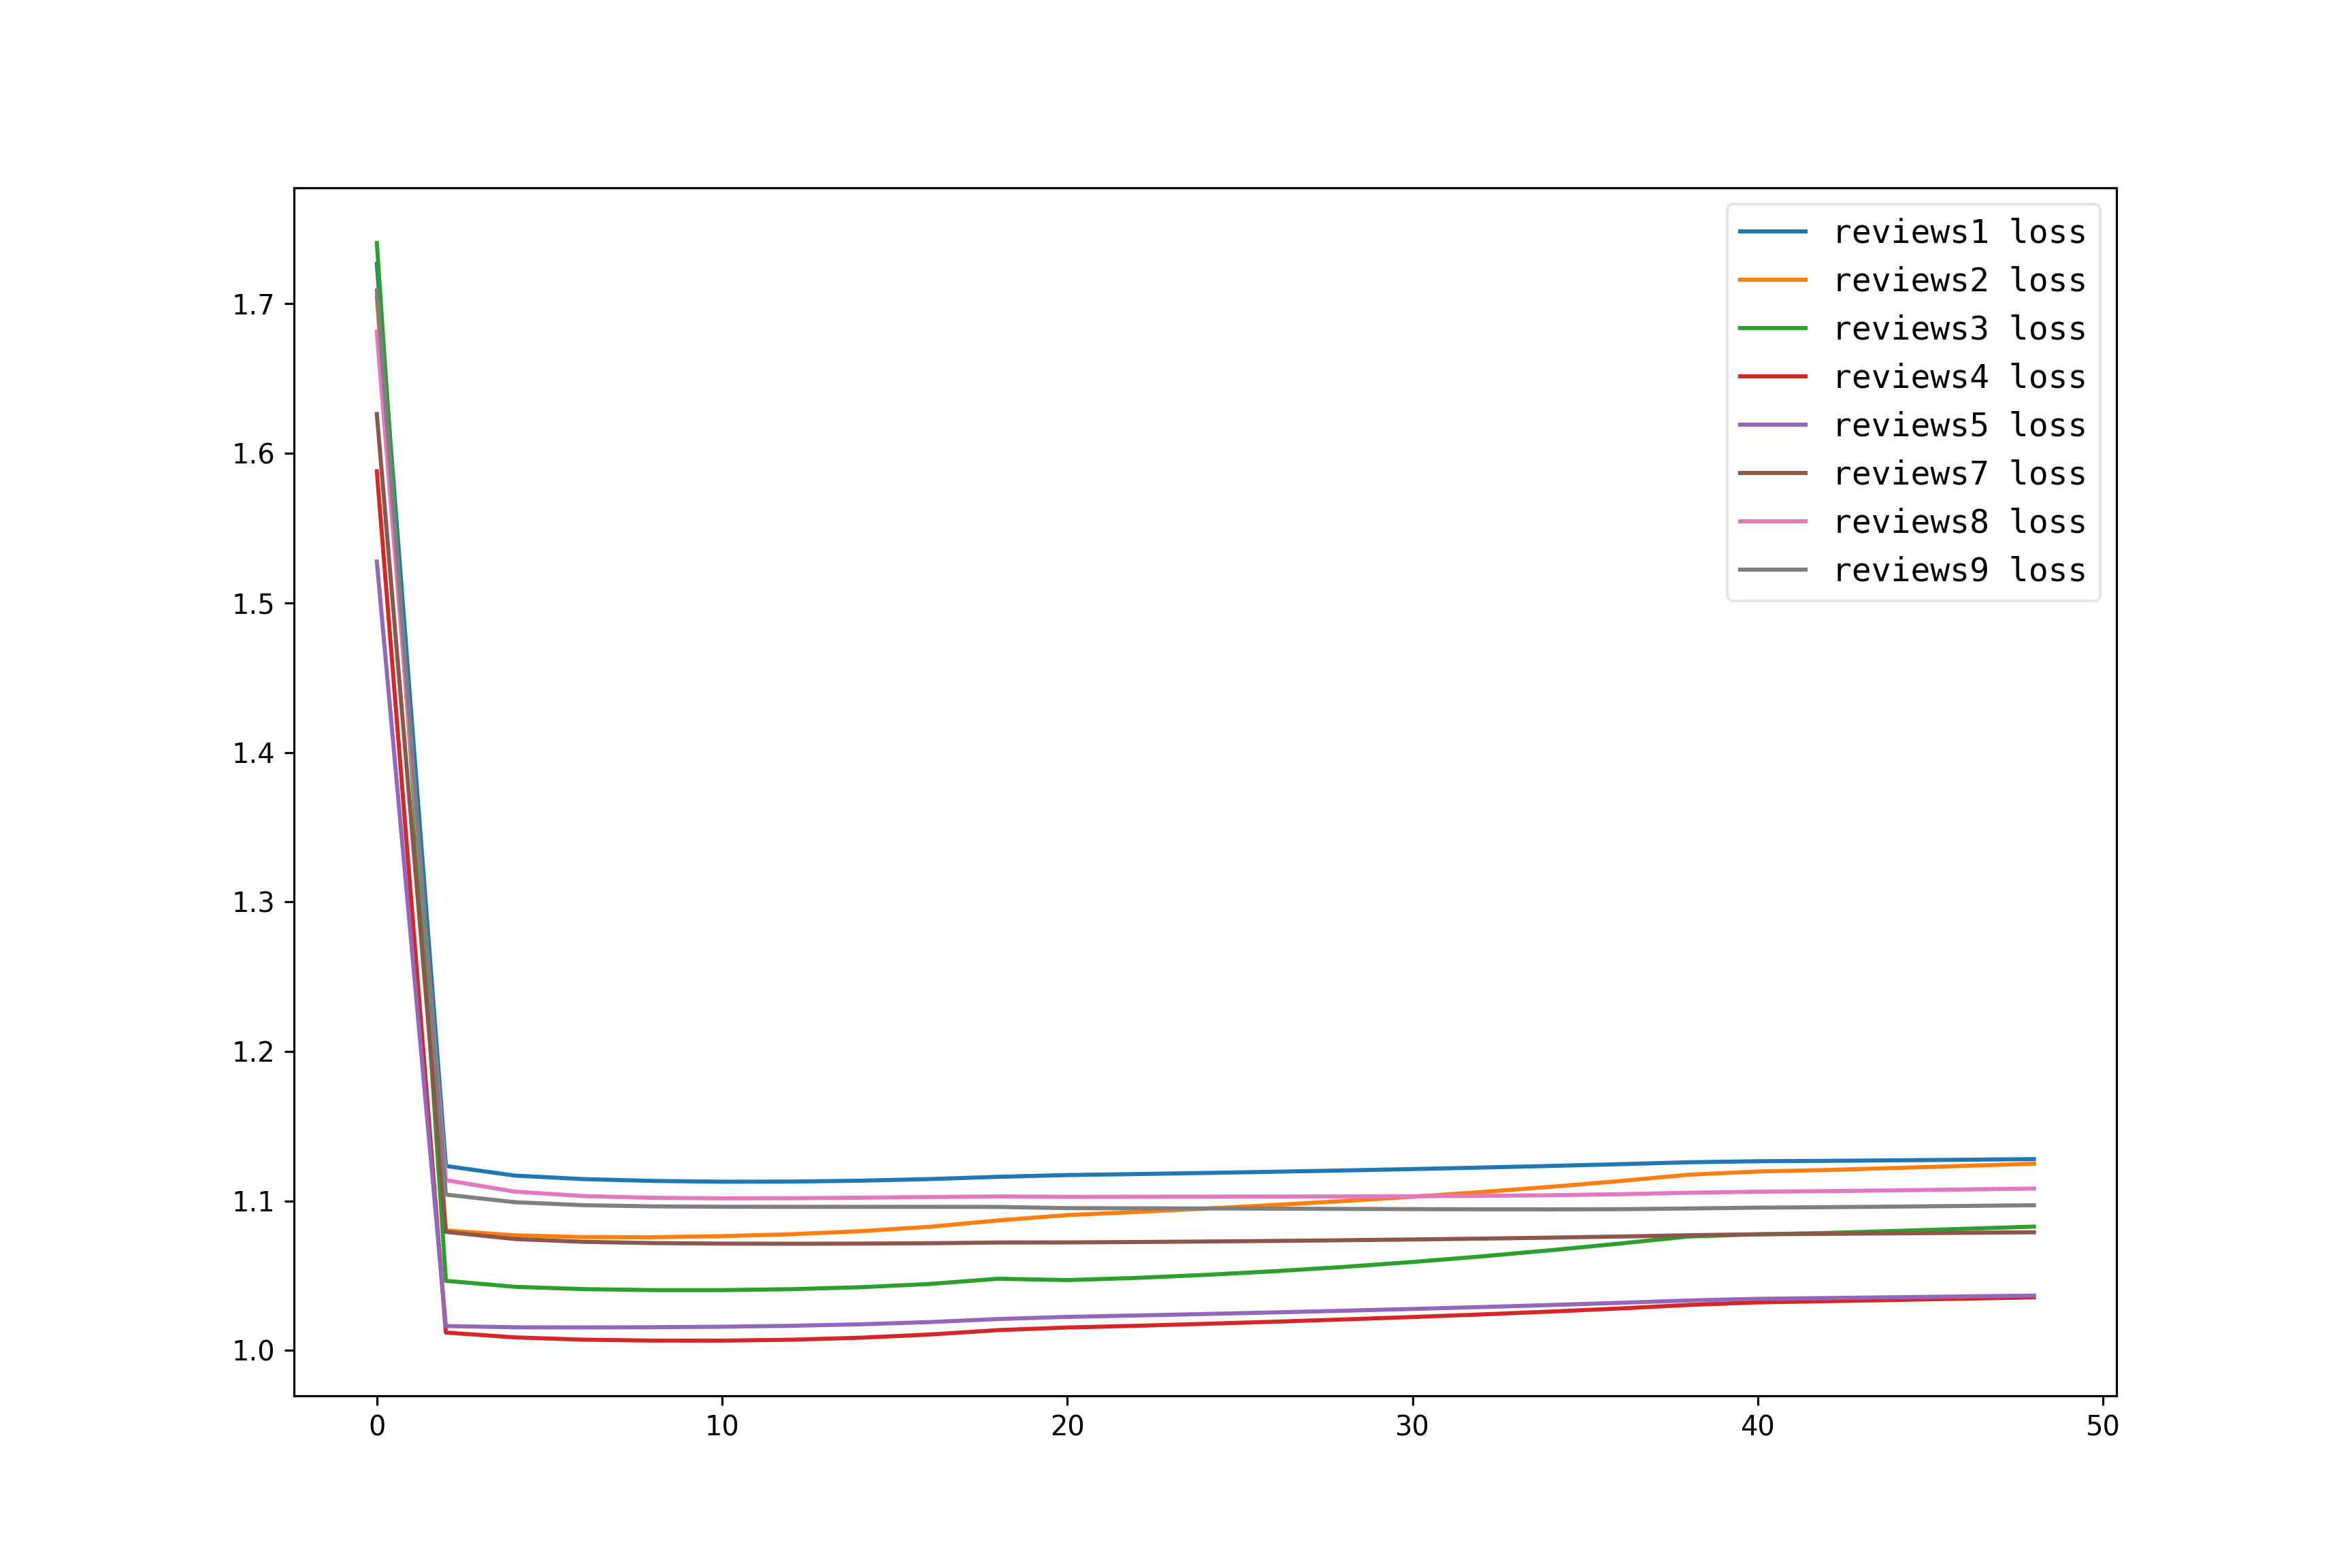 reviews1 loss
reviews2 loss
reviews3 loss
reviews4 loss
reviews5 loss
reviews7 loss
reviews8 loss
reviews9 loss
1.7
1.6
1.5
1.4
1.3
1.2
1.1
1.0
0 10 20 30 40 50